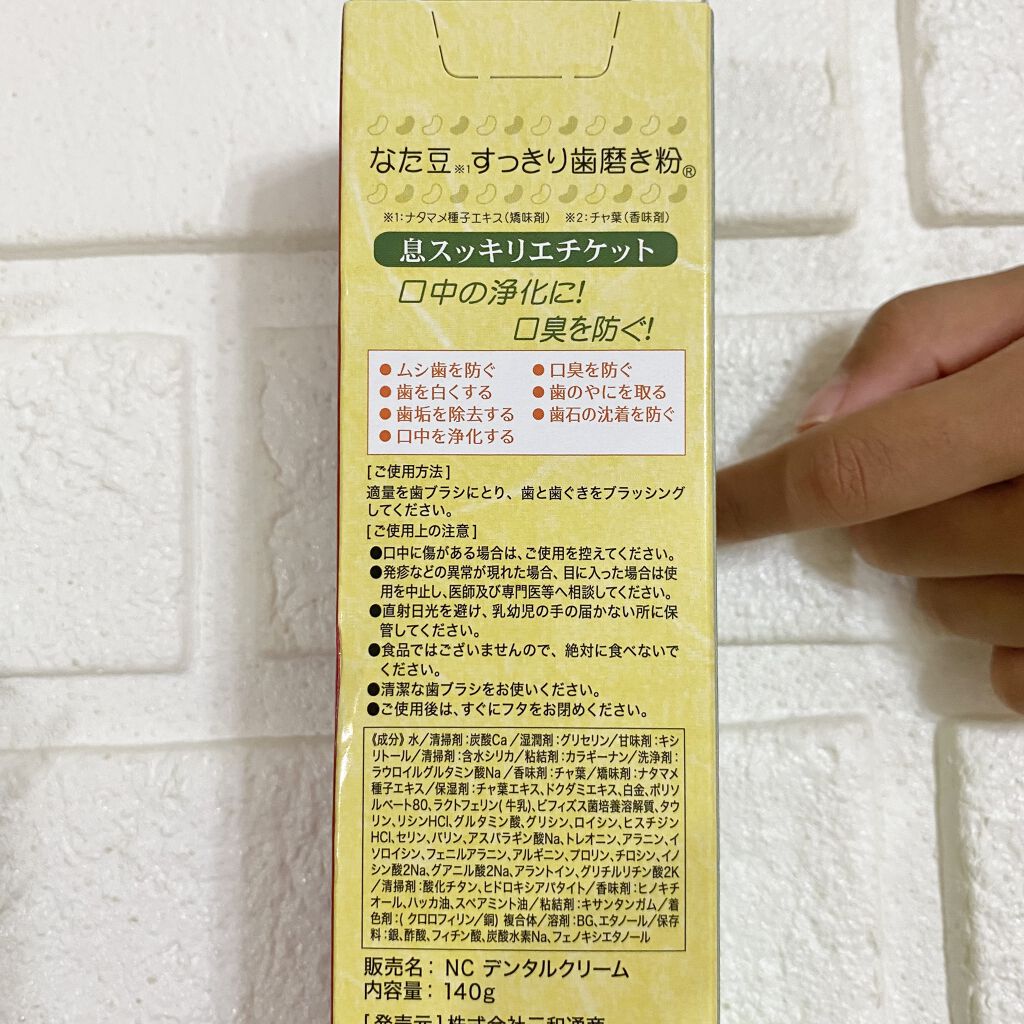 なた豆※1すっきり歯磨き粉®
※1:ナタマメ種子エキス(矯味剤) ※2:チャ葉(香味剤)
息スッキリエチケット
口中の浄化に!
口臭を防ぐ!
●ムシ歯を防ぐ ●口臭を防ぐ
●歯を白くする ●歯のやにを取る
●歯垢を除去する ●歯石の沈着を防ぐ
●口中を浄化する
[ご使用方法]
適量を歯ブラシにとり、歯と歯ぐきをブラッシング
してください。
[ご使用上の注意]
●口中に傷がある場合は、ご使用を控えてください。
●発疹などの異常が現れた場合、目に入った場合は使
用を中止し、医師及び専門医等へ相談してください。
●直射日光を避け、乳幼児の手の届かない所に保
管してください。
●食品ではございませんので、絶対に食べないで
ください。
●清潔な歯ブラシをお使いください。
●ご使用後は、すぐにフタをお閉めください。
《成分》水/清掃剤:炭酸Ca/湿潤剤:グリセリン/甘味剤:キシ
リトール/清掃剤:含水シリカ/粘結剤:カラギーナン/洗浄剤:
ラウロイルグルタミン酸Na/香味剤:チャ葉/矯味剤:ナタマメ
種子エキス/保湿剤:チャ葉エキス、ドクダミエキス、白金、ポリソ
ルベート80、ラクトフェリン(牛乳)、ビフィズス菌培養溶解質、タウ
リン、リシンHCl、グルタミン酸、グリシン、ロイシン、ヒスチジン
HCl、セリン、バリン、アスパラギン酸Na、トレオニン、アラニン、イ
ソロイシン、フェニルアラニン、アルギニン、プロリン、チロシン、イノ
シン酸2Na、グアニル酸2Na、アラントイン、グリチルリチン酸2K
/清掃剤:酸化チタン、ヒドロキシアパタイト/香味剤:ヒノキチ
オール、ハッカ油、スペアミント油/粘結剤:キサンタンガム/着
色剤:(クロロフィリン/銅)複合体/溶剤:BG、エタノール/保存
料:銀、酢酸、フィチン酸、炭酸水素Na、フェノキシエタノール
販売名: NC デンタルクリーム
内容量: 140g
[発売元]株式会社三和通商